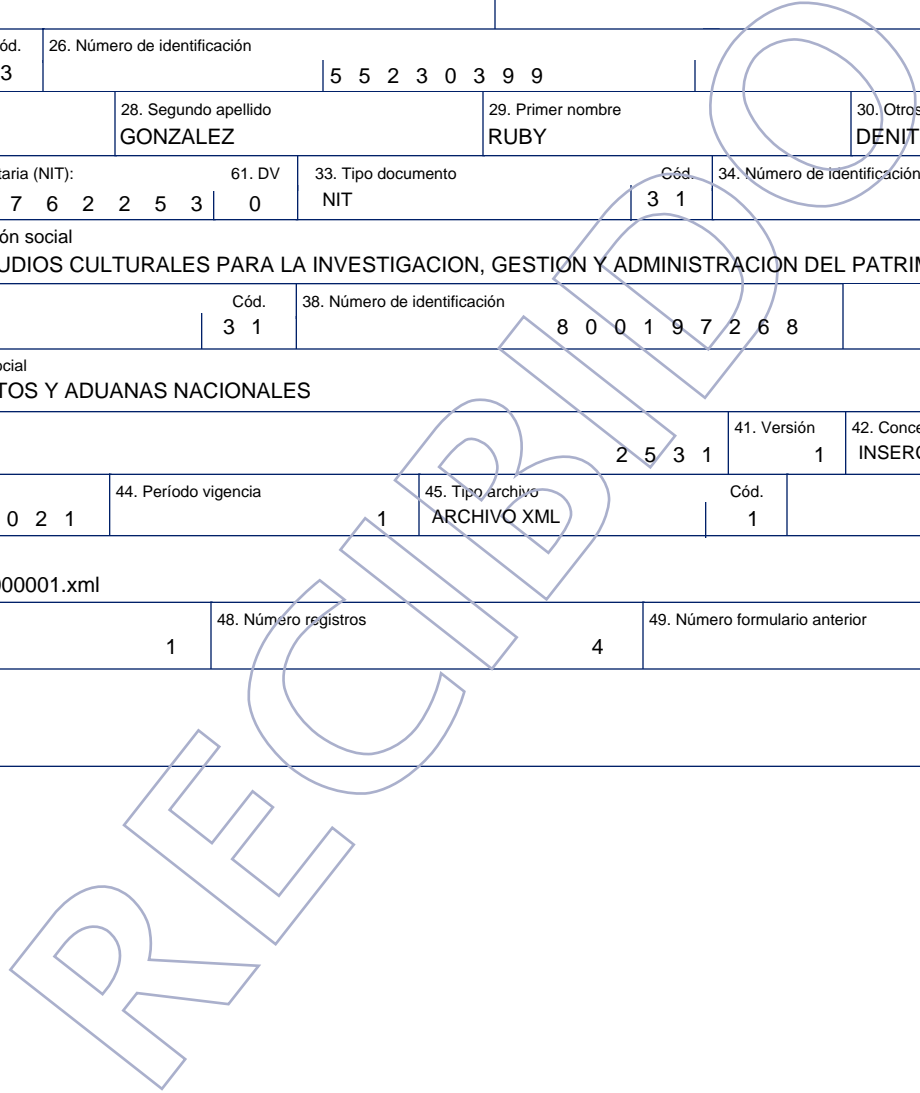 ód. 26. Número de identificación
3 5 5 2 3 0 3 9 9
28. Segundo apellido 29. Primer nombre 30. Otros
GONZALEZ RUBY DENIT
taria (NIT): 61. DV 33. Tipo documento Cód. 34. Número de identificación
7 6 2 2 5 3 0 NIT 3 1
ón social
UDIOS CULTURALES PARA LA INVESTIGACION, GESTION Y ADMINISTRACION DEL PATRIM
Cód. 38. Número de identificación
3 1 8 0 0 1 9 7 2 6 8
ocial
TOS Y ADUANAS NACIONALES
41. Versión 42. Conce
2 5 3 1 1 INSERC
44. Período vigencia 45. Tipo archivo Cód.
0 2 1 1 ARCHIVO XML 1
000001.xml
48. Número registros 49. Número formulario anterior
1 4
RECIBIDO